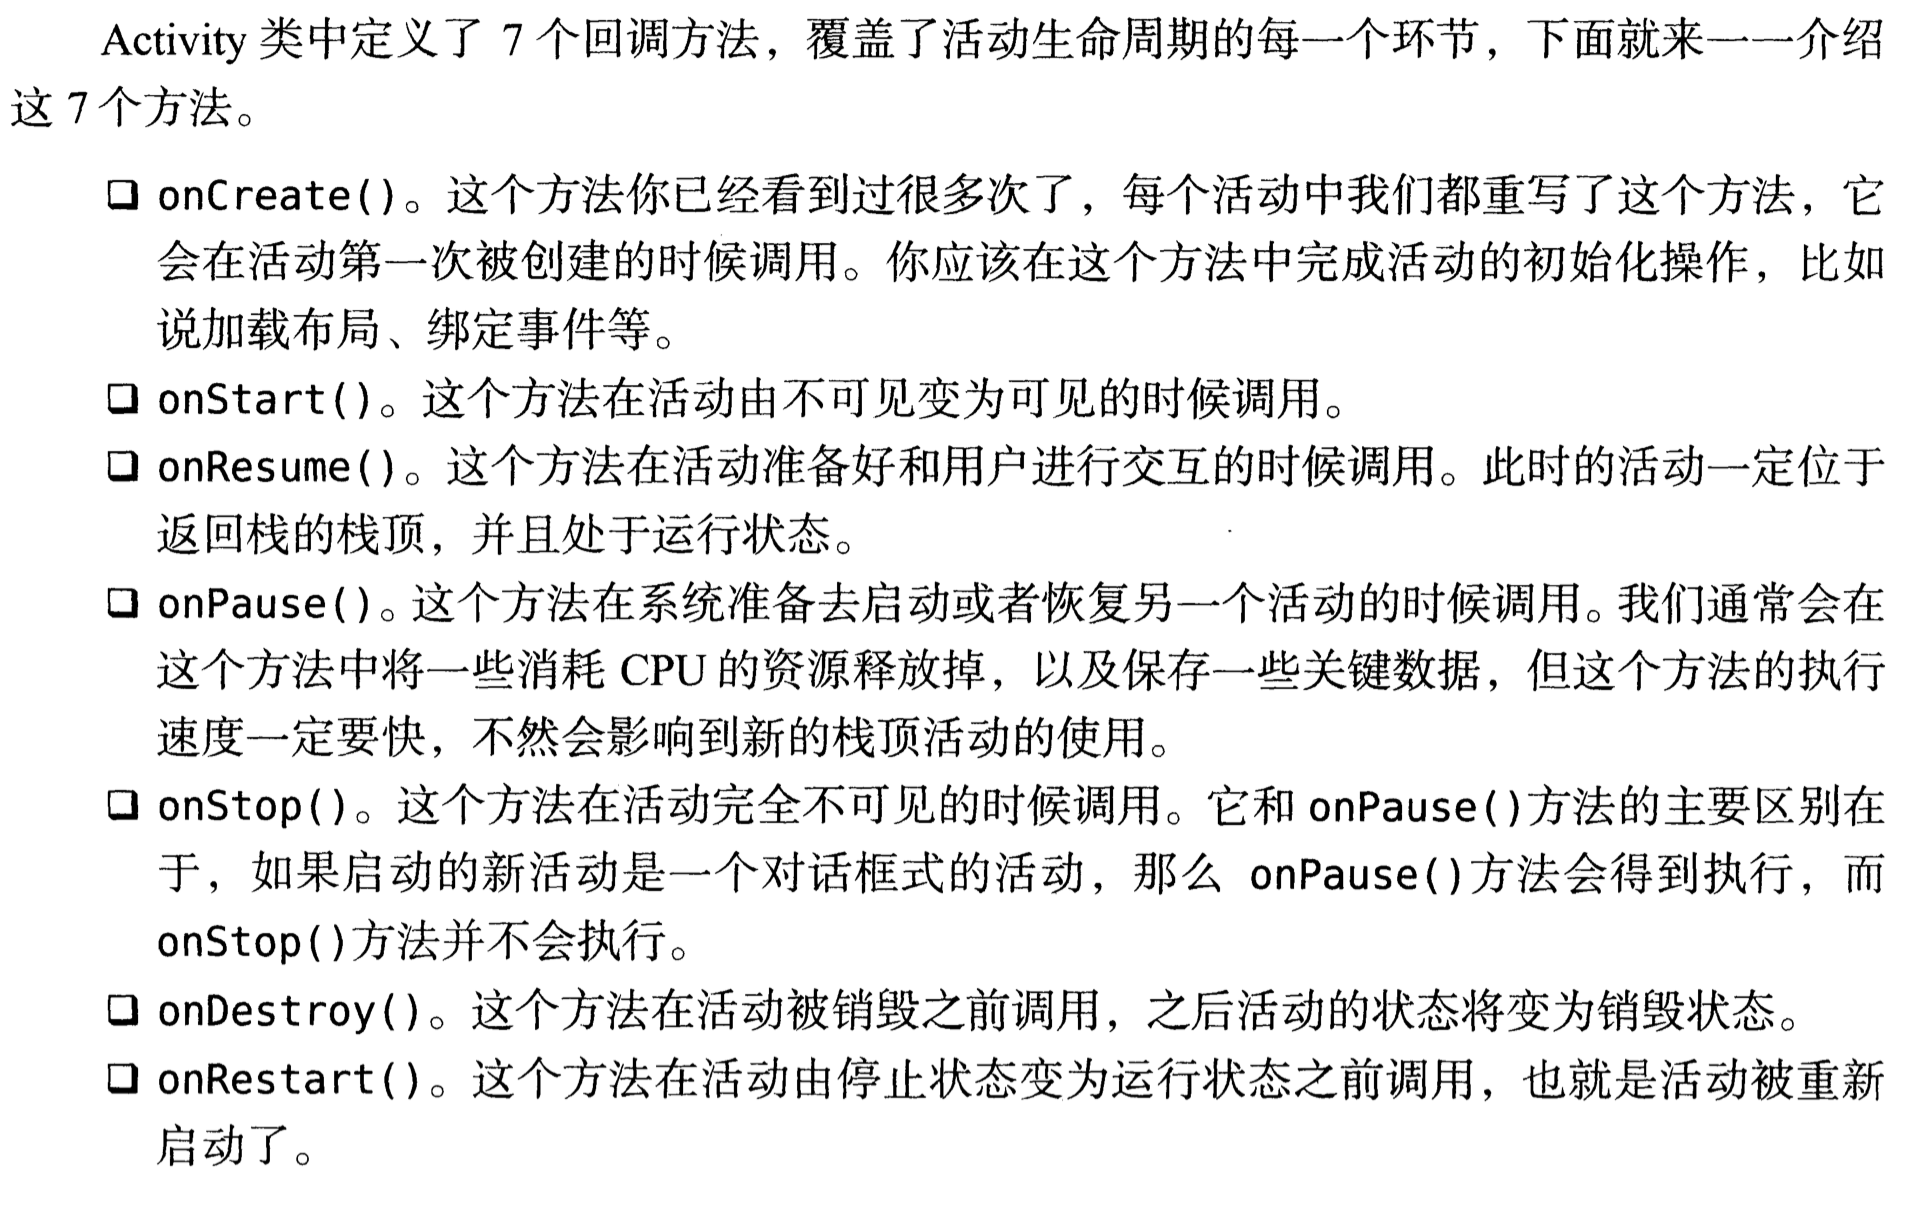 Activity 类中定义了 7 个回调方法，覆盖了活动生命周期的每一个环节，下面就来一一介绍
这 7 个方法。
❑ onCreate()。这个方法你已经看到过很多次了，每个活动中我们都重写了这个方法，它
会在活动第一次被创建的时候调用。你应该在这个方法中完成活动的初始化操作，比如
说加载布局、绑定事件等。
❑ onStart()。这个方法在活动由不可见变为可见的时候调用。
❑ onResume()。这个方法在活动准备好和用户进行交互的时候调用。此时的活动一定位于
返回栈的栈顶，并且处于运行状态。
❑ onPause()。这个方法在系统准备去启动或者恢复另一个活动的时候调用。我们通常会在
这个方法中将一些消耗 CPU 的资源释放掉，以及保存一些关键数据，但这个方法的执行
速度一定要快，不然会影响到新的栈顶活动的使用。
❑ onStop()。这个方法在活动完全不可见的时候调用。它和 onPause()方法的主要区别在
于，如果启动的新活动是一个对话框式的活动，那么 onPause()方法会得到执行，而
onStop()方法并不会执行。
❑ onDestroy()。这个方法在活动被销毁之前调用，之后活动的状态将变为销毁状态。
❑ onRestart()。这个方法在活动由停止状态变为运行状态之前调用，也就是活动被重新
启动了。